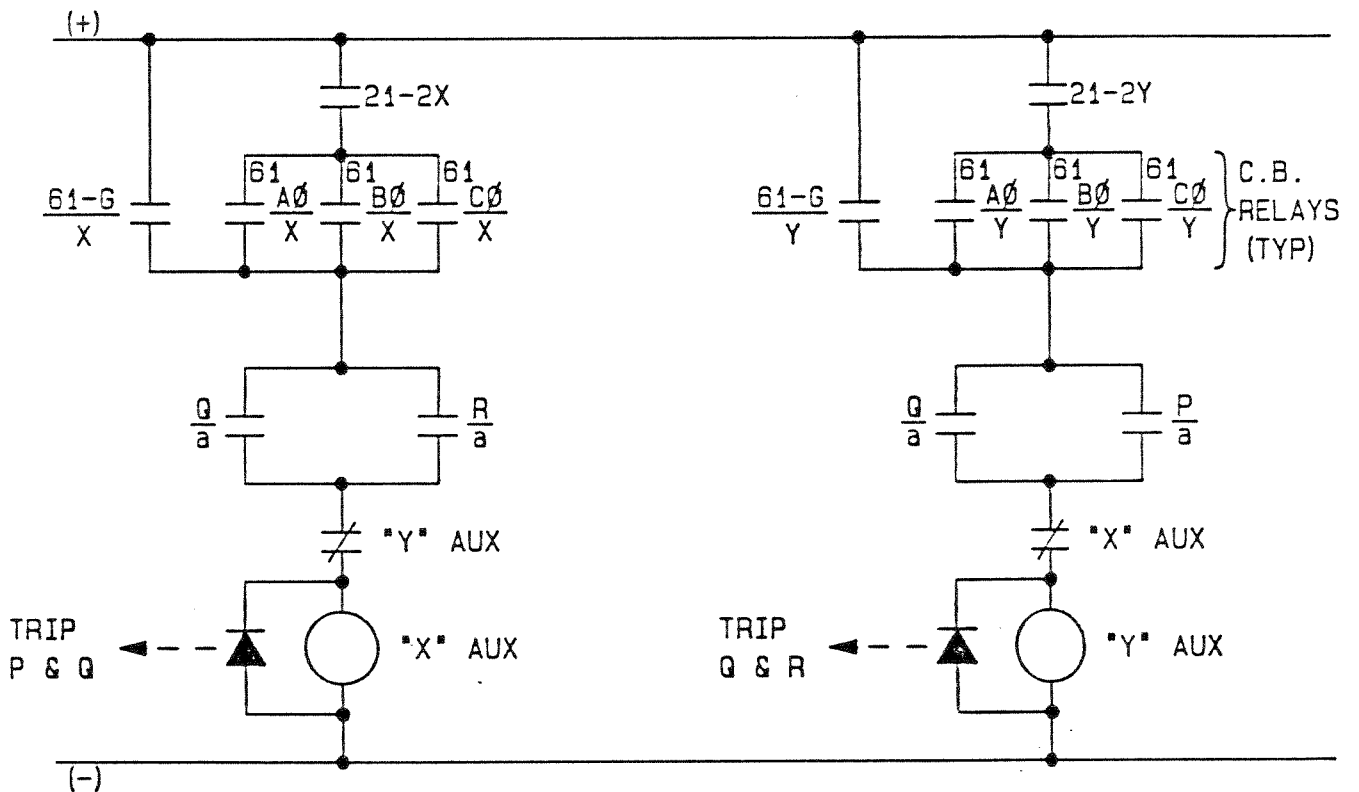 (+)
21-2X
21-2Y
61 61 61
61 61 61
61-G
X
AØ
X
BØ
X
CØ
X
61-G
Y
AØ
Y
BØ
Y
CØ
Y
C.B.
RELAYS
(TYP)
Q
a
R
a
Q
a
P
a
"Y" AUX
"X" AUX
TRIP
P & Q
"X" AUX
TRIP
Q & R
"Y" AUX
(-)